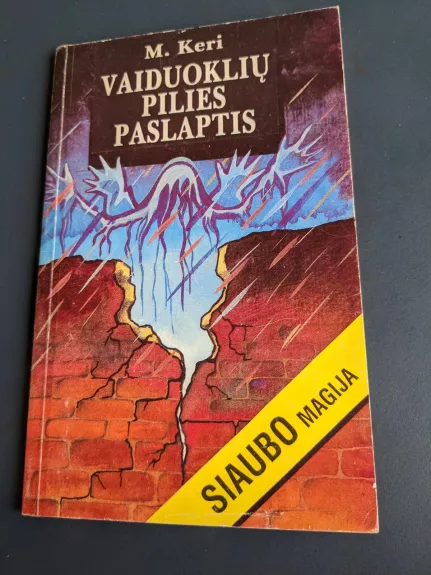 M. Keri
VAIDUOKLIŲ
PILIES
PASLAPTIS
SIAUBO MAGIJA